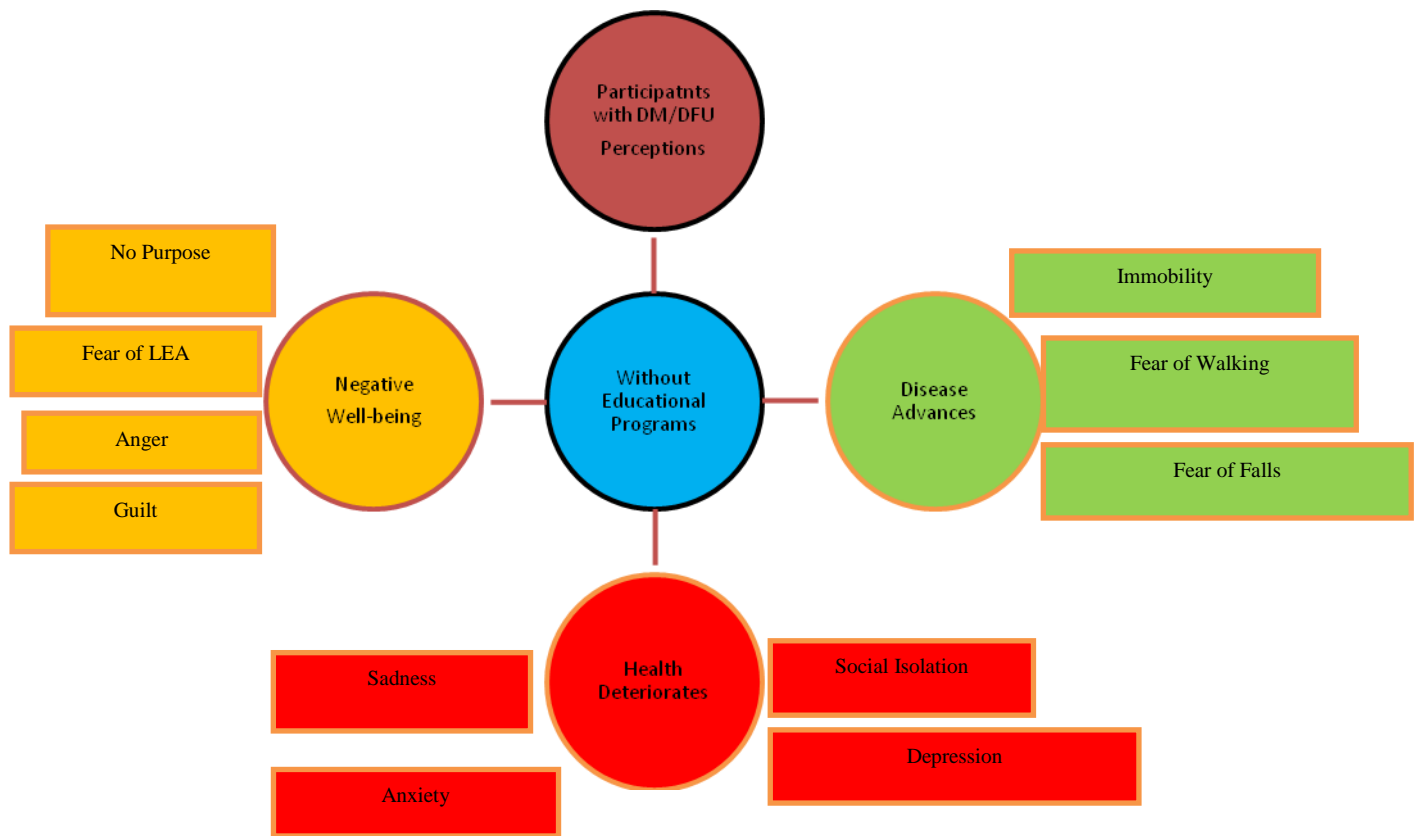 Participatnts
with DM/DFU
Perceptions
No Purpose
Fear of LEA
Anger
Guilt
Negative
Well-being
Without
Educational
Programs
Disease
Advances
Immobility
Fear of Walking
Fear of Falls
Sadness
Anxiety
Health
Deteriorates
Social Isolation
Depression